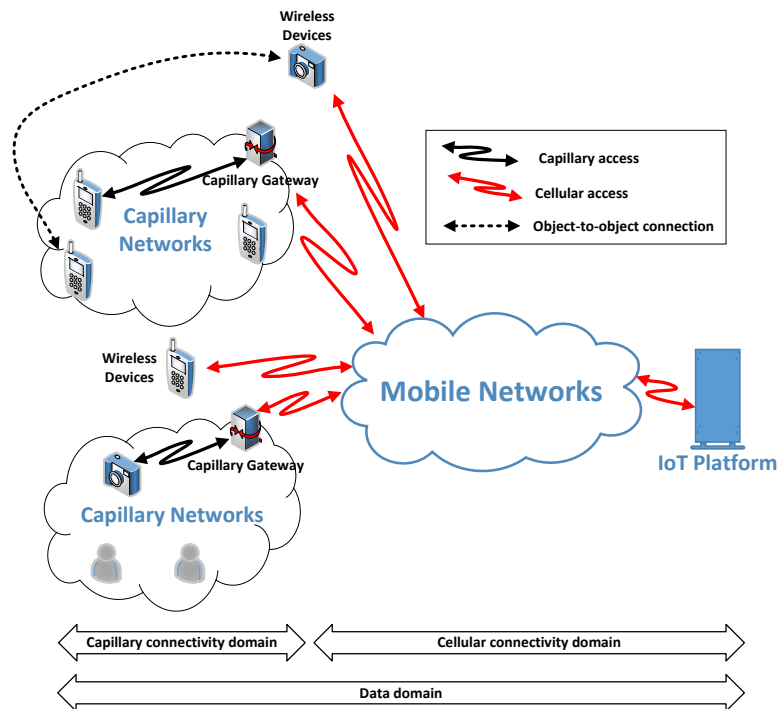 Wireless
Devices
Capillary access
Cellular access
Object-to-object connection
Capillary Gateway
Capillary
Networks
Wireless
Devices
Mobile Networks
IoT Platform
Capillary Gateway
Capillary Networks
Capillary connectivity domain
Cellular connectivity domain
Data domain